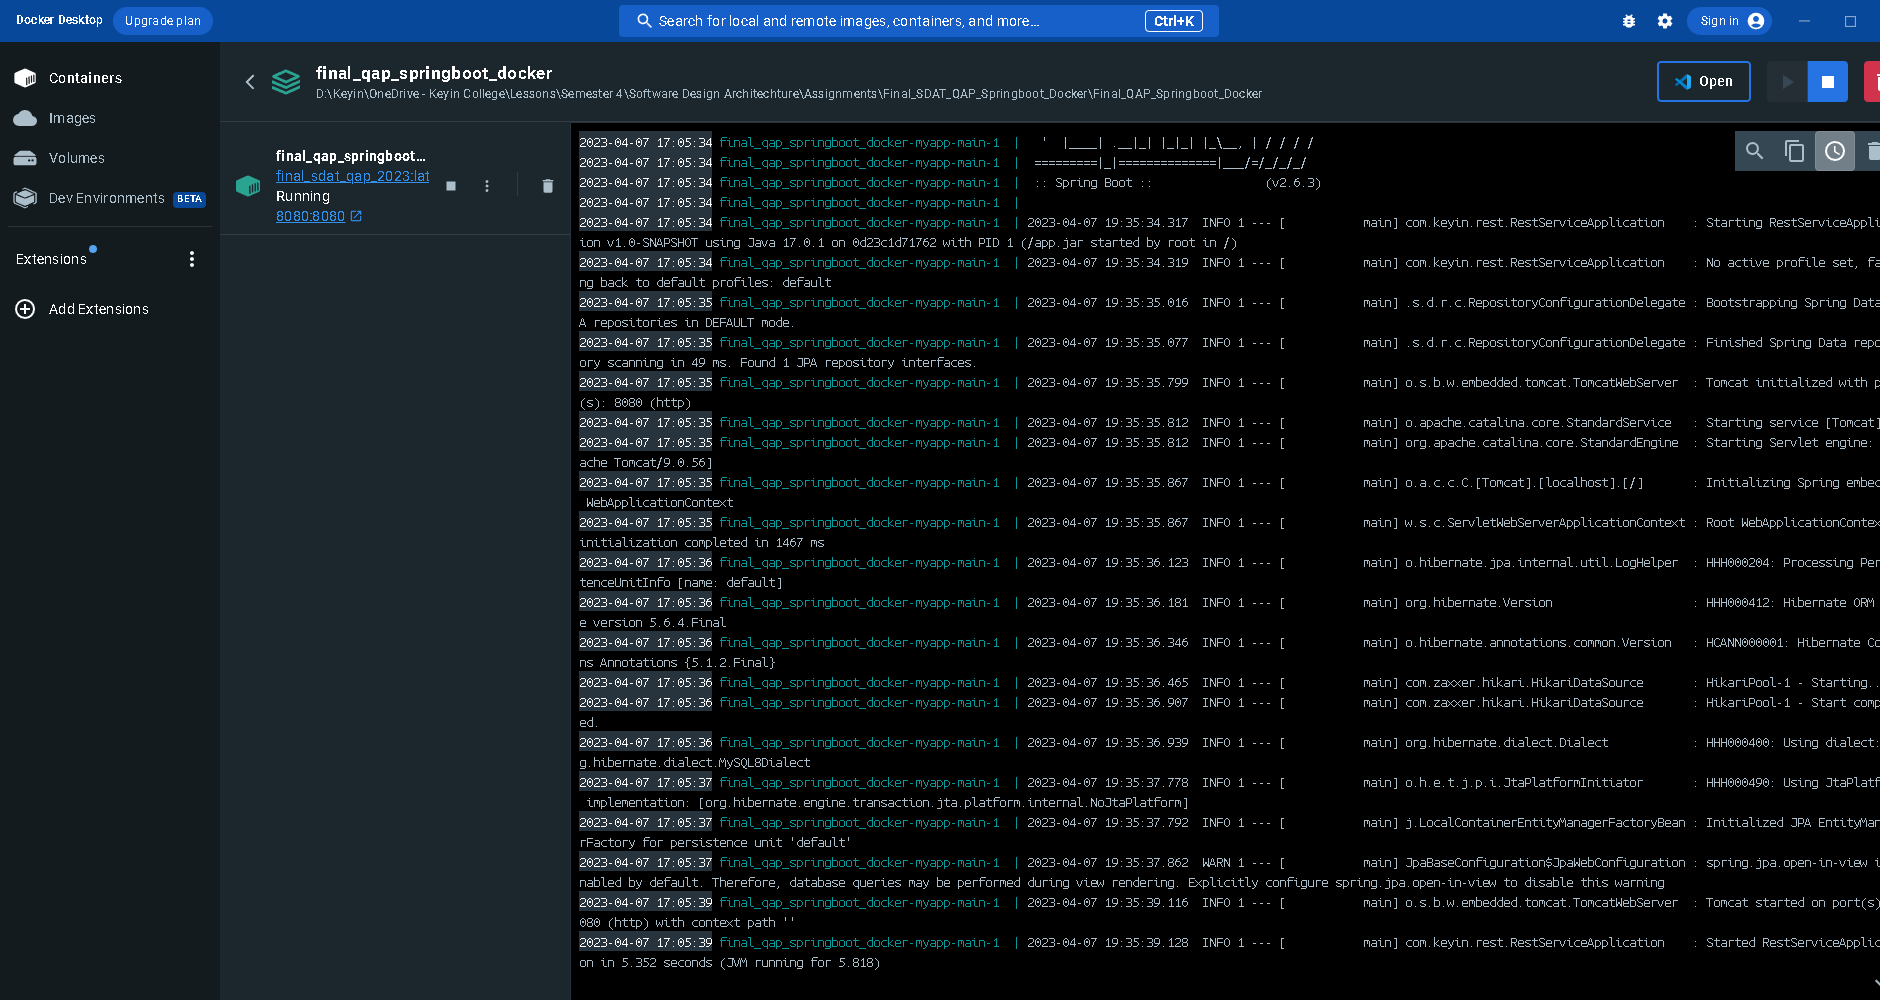 Docker Desktop
Upgrade plan
Search for local and remote images, containers, and more...
Ctrl+K
Sign in
Containers
Images
Volumes
Dev Environments BETA
Extensions
Add Extensions
final_qap_springboot_docker
D:\Keyin\OneDrive - Keyin College\Lessons\Semester 4\Software Design Architechture\Assignments\Final_SDAT_QAP_Springboot_Docker\Final_QAP_Springboot_Docker
Open
final_qap_springboot...
final_sdat_qap_2023:lat
Running
8080:8080
2023-04-07 17:05:34 final_qap_springboot_docker-myapp-main-1  |   '  |____| .__|_| |_|_| |_\__, | / / / /
2023-04-07 17:05:34 final_qap_springboot_docker-myapp-main-1  |  =========|_|==============|___/=/_/_/_/
2023-04-07 17:05:34 final_qap_springboot_docker-myapp-main-1  |  :: Spring Boot ::                (v2.6.3)
2023-04-07 17:05:34 final_qap_springboot_docker-myapp-main-1  |
2023-04-07 17:05:34 final_qap_springboot_docker-myapp-main-1  | 2023-04-07 19:35:34.317  INFO 1 --- [           main] com.keyin.rest.RestServiceApplication    : Starting RestServiceAppli
ion v1.0-SNAPSHOT using Java 17.0.1 on 0d23c1d71762 with PID 1 (/app.jar started by root in /)
2023-04-07 17:05:34 final_qap_springboot_docker-myapp-main-1  | 2023-04-07 19:35:34.319  INFO 1 --- [           main] com.keyin.rest.RestServiceApplication    : No active profile set, fa
ng back to default profiles: default
2023-04-07 17:05:35 final_qap_springboot_docker-myapp-main-1  | 2023-04-07 19:35:35.016  INFO 1 --- [           main] .s.d.r.c.RepositoryConfigurationDelegate : Bootstrapping Spring Data
A repositories in DEFAULT mode.
2023-04-07 17:05:35 final_qap_springboot_docker-myapp-main-1  | 2023-04-07 19:35:35.077  INFO 1 --- [           main] .s.d.r.c.RepositoryConfigurationDelegate : Finished Spring Data repo
ory scanning in 49 ms. Found 1 JPA repository interfaces.
2023-04-07 17:05:35 final_qap_springboot_docker-myapp-main-1  | 2023-04-07 19:35:35.799  INFO 1 --- [           main] o.s.b.w.embedded.tomcat.TomcatWebServer  : Tomcat initialized with p
(s): 8080 (http)
2023-04-07 17:05:35 final_qap_springboot_docker-myapp-main-1  | 2023-04-07 19:35:35.812  INFO 1 --- [           main] o.apache.catalina.core.StandardService   : Starting service [Tomcat]
2023-04-07 17:05:35 final_qap_springboot_docker-myapp-main-1  | 2023-04-07 19:35:35.812  INFO 1 --- [           main] org.apache.catalina.core.StandardEngine  : Starting Servlet engine:
ache Tomcat/9.0.56]
2023-04-07 17:05:35 final_qap_springboot_docker-myapp-main-1  | 2023-04-07 19:35:35.867  INFO 1 --- [           main] o.a.c.c.C.[Tomcat].[localhost].[/]       : Initializing Spring embed
WebApplicationContext
2023-04-07 17:05:35 final_qap_springboot_docker-myapp-main-1  | 2023-04-07 19:35:35.867  INFO 1 --- [           main] w.s.c.ServletWebServerApplicationContext : Root WebApplicationContex
initialization completed in 1467 ms
2023-04-07 17:05:36 final_qap_springboot_docker-myapp-main-1  | 2023-04-07 19:35:36.123  INFO 1 --- [           main] o.hibernate.jpa.internal.util.LogHelper  : HHH000204: Processing Per
tenceUnitInfo [name: default]
2023-04-07 17:05:36 final_qap_springboot_docker-myapp-main-1  | 2023-04-07 19:35:36.181  INFO 1 --- [           main] org.hibernate.Version                    : HHH000412: Hibernate ORM
e version 5.6.4.Final
2023-04-07 17:05:36 final_qap_springboot_docker-myapp-main-1  | 2023-04-07 19:35:36.346  INFO 1 --- [           main] o.hibernate.annotations.common.Version   : HCANN000001: Hibernate Co
ns Annotations {5.1.2.Final}
2023-04-07 17:05:36 final_qap_springboot_docker-myapp-main-1  | 2023-04-07 19:35:36.465  INFO 1 --- [           main] com.zaxxer.hikari.HikariDataSource       : HikariPool-1 - Starting..
2023-04-07 17:05:36 final_qap_springboot_docker-myapp-main-1  | 2023-04-07 19:35:36.907  INFO 1 --- [           main] com.zaxxer.hikari.HikariDataSource       : HikariPool-1 - Start comp
ed.
2023-04-07 17:05:36 final_qap_springboot_docker-myapp-main-1  | 2023-04-07 19:35:36.939  INFO 1 --- [           main] org.hibernate.dialect.Dialect            : HHH000400: Using dialect:
g.hibernate.dialect.MySQL8Dialect
2023-04-07 17:05:37 final_qap_springboot_docker-myapp-main-1  | 2023-04-07 19:35:37.778  INFO 1 --- [           main] o.h.e.t.j.p.i.JtaPlatformInitiator       : HHH000490: Using JtaPlatf
implementation: [org.hibernate.engine.transaction.jta.platform.internal.NoJtaPlatform]
2023-04-07 17:05:37 final_qap_springboot_docker-myapp-main-1  | 2023-04-07 19:35:37.792  INFO 1 --- [           main] j.LocalContainerEntityManagerFactoryBean : Initialized JPA EntityMan
rFactory for persistence unit 'default'
2023-04-07 17:05:37 final_qap_springboot_docker-myapp-main-1  | 2023-04-07 19:35:37.862  WARN 1 --- [           main] JpaBaseConfiguration$JpaWebConfiguration : spring.jpa.open-in-view i
nabled by default. Therefore, database queries may be performed during view rendering. Explicitly configure spring.jpa.open-in-view to disable this warning
2023-04-07 17:05:39 final_qap_springboot_docker-myapp-main-1  | 2023-04-07 19:35:39.116  INFO 1 --- [           main] o.s.b.w.embedded.tomcat.TomcatWebServer  : Tomcat started on port(s)
080 (http) with context path ''
2023-04-07 17:05:39 final_qap_springboot_docker-myapp-main-1  | 2023-04-07 19:35:39.128  INFO 1 --- [           main] com.keyin.rest.RestServiceApplication    : Started RestServiceApplic
on in 5.352 seconds (JVM running for 5.818)